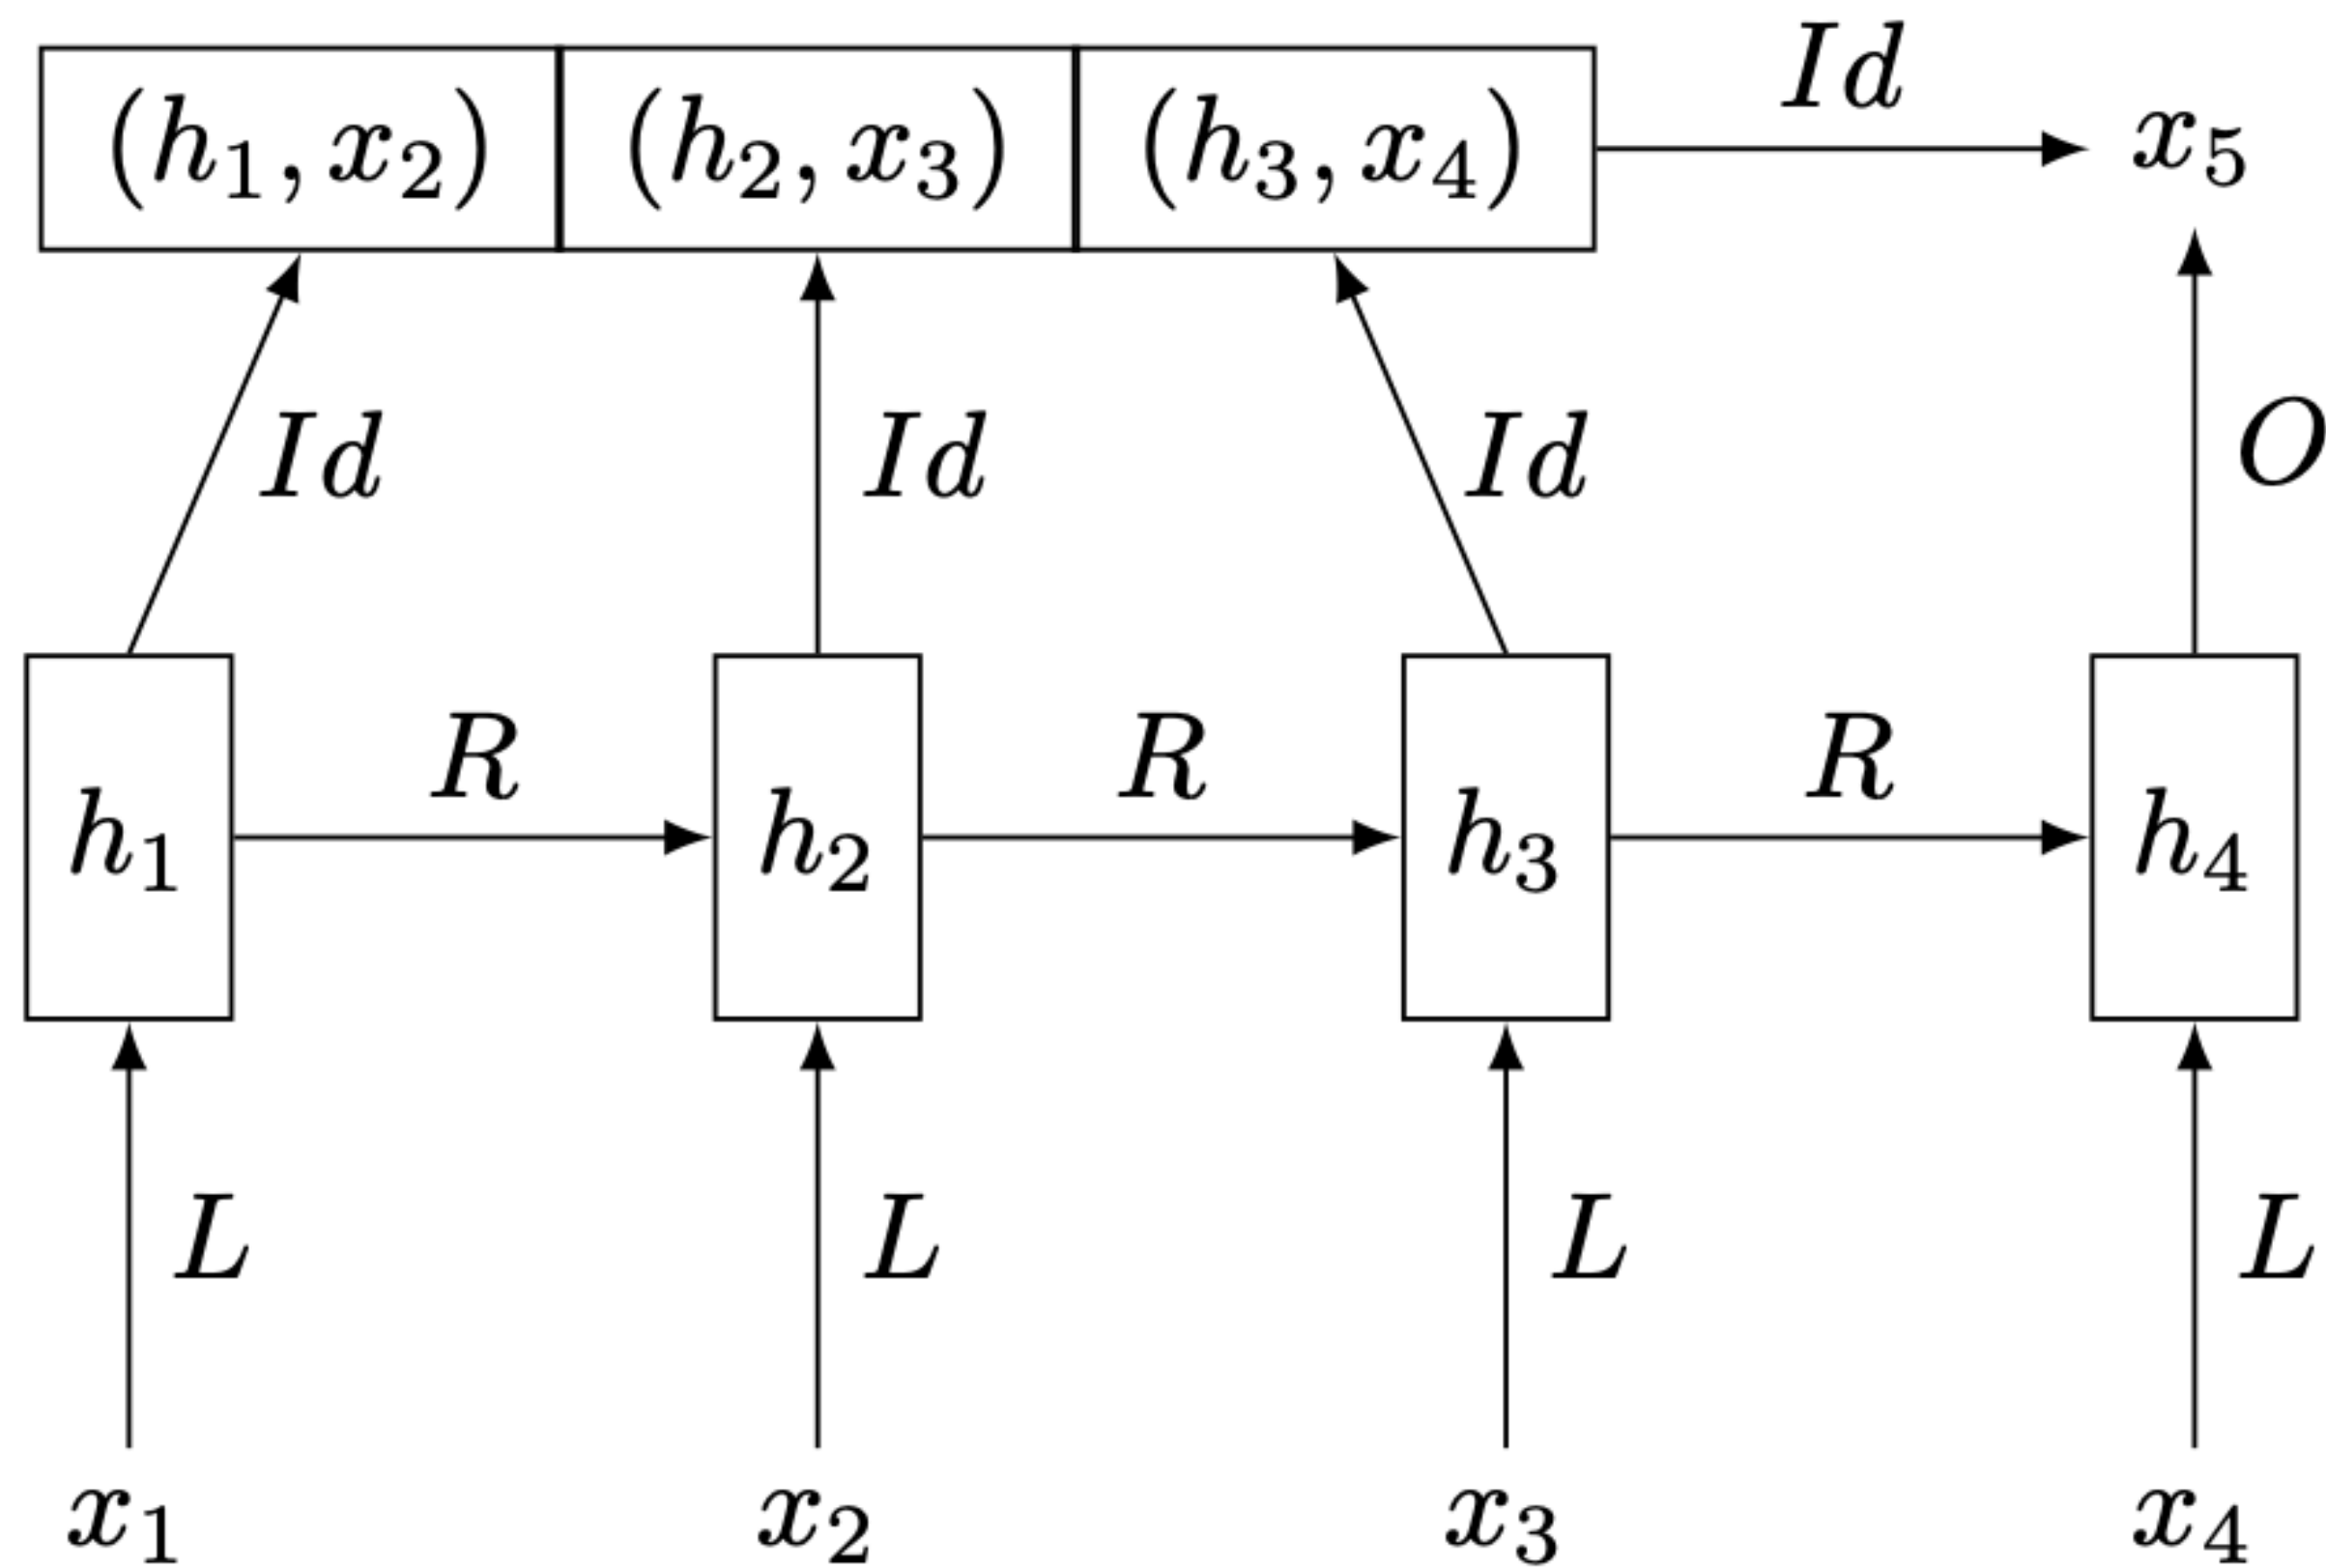 (h₁, x₂) (h₂, x₃) (h₃, x₄) Id x₅
Id Id Id O
R R R
h₁ h₂ h₃ h₄
L L L L
x₁ x₂ x₃ x₄